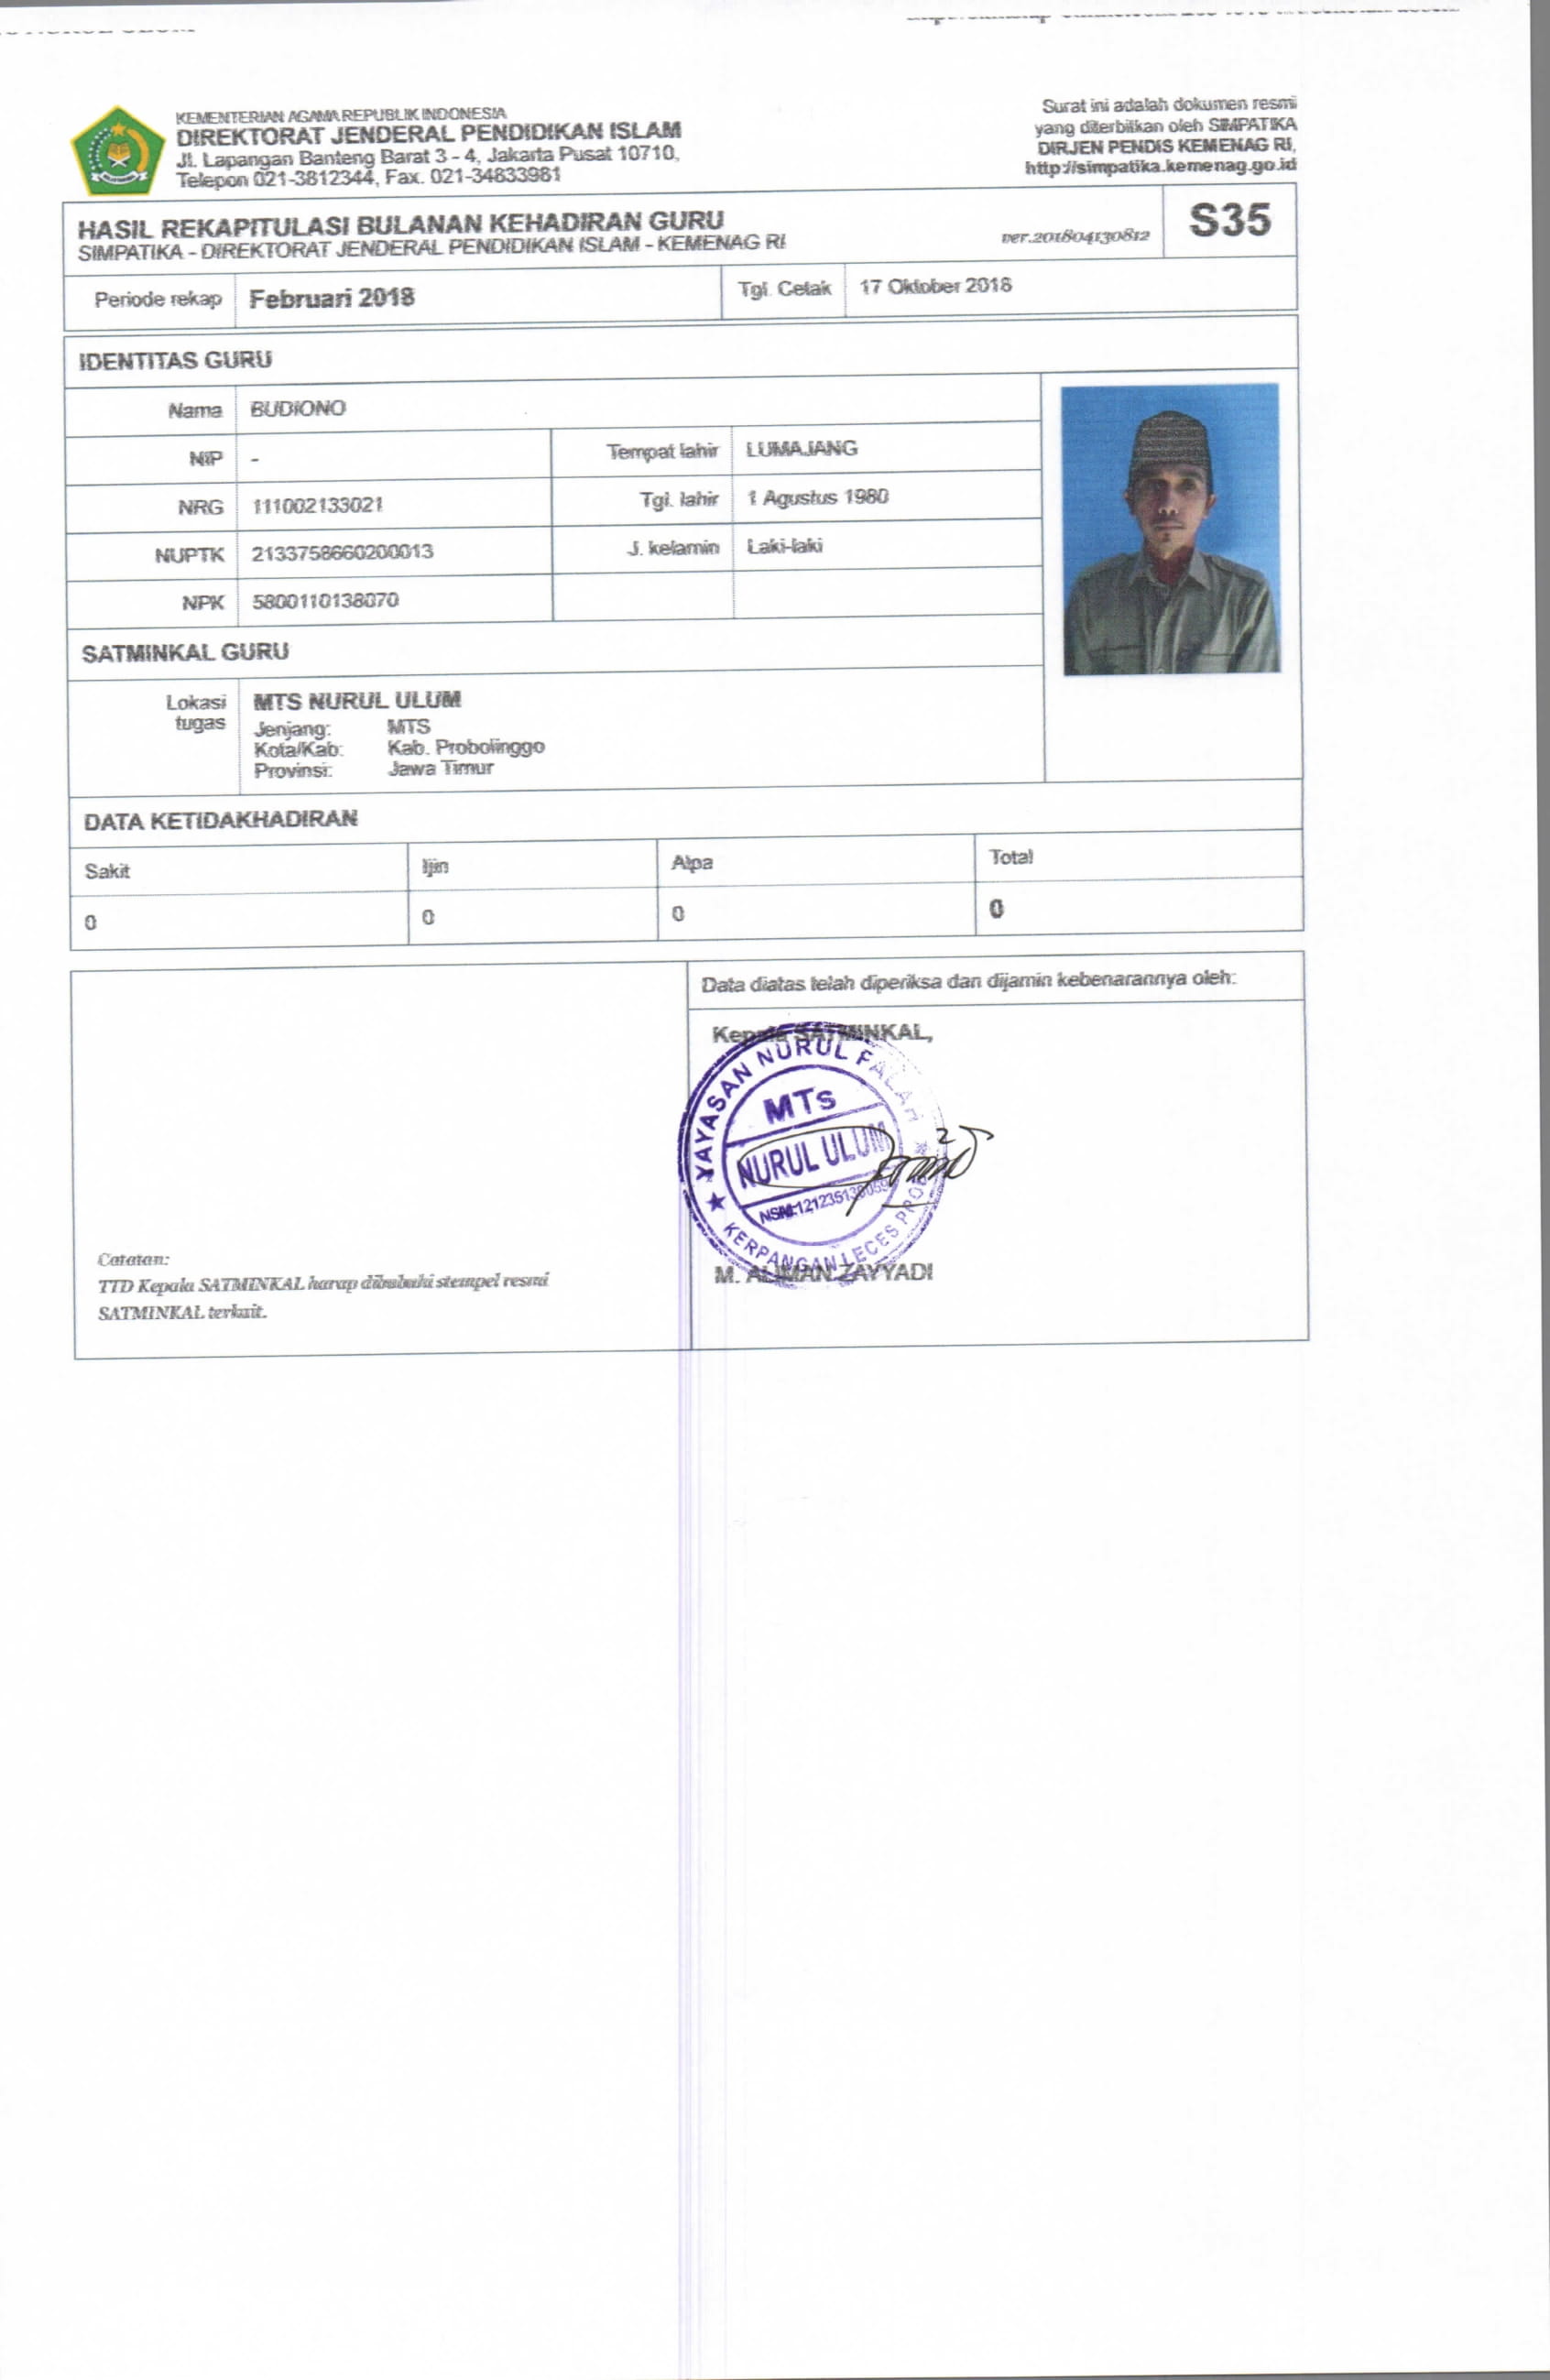 KEMENTERIAN AGAMA REPUBLIK INDONESIA
DIREKTORAT JENDERAL PENDIDIKAN ISLAM
Jl. Lapangan Banteng Barat 3 - 4, Jakarta Pusat 10710,
Telepon 021-3812344, Fax. 021-34833981
Surat ini adalah dokumen resmi
yang diterbitkan oleh SIMPATIKA
DIRJEN PENDIS KEMENAG RI,
http://simpatika.kemenag.go.id
HASIL REKAPITULASI BULANAN KEHADIRAN GURU
SIMPATIKA - DIREKTORAT JENDERAL PENDIDIKAN ISLAM - KEMENAG RI
ver.201804130812
S35
Periode rekap Februari 2018 Tgl. Cetak 17 Oktober 2018
IDENTITAS GURU
Nama BUDIONO
NIP - Tempat lahir LUMAJANG
NRG 111002133021 Tgl. lahir 1 Agustus 1980
NUPTK 2133758660200013 J. kelamin Laki-laki
NPK 5800110138070
SATMINKAL GURU
Lokasi tugas MTS NURUL ULUM
Jenjang: MTS
Kota/Kab: Kab. Probolinggo
Provinsi: Jawa Timur
DATA KETIDAKHADIRAN
Sakit Ijin Alpa Total
0 0 0 0
Data diatas telah diperiksa dan dijamin kebenarannya oleh:
Kepala SATMINKAL,
YAYASAN NURUL FALAH
MTs
NURUL ULUM
KERPANGAN LECES
M. ALIMAN ZAYYADI
Catatan:
TTD Kepala SATMINKAL harap dibubuhi stempel resmi
SATMINKAL terkait.